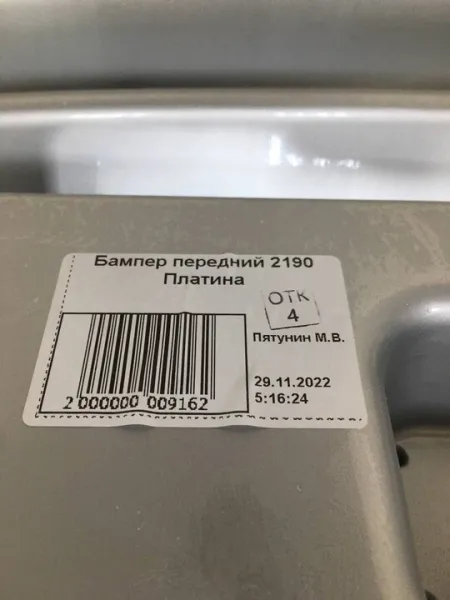 Бампер передний 2190
Платина
ОТК
4
Пятунин М.В.
29.11.2022
5:16:24
2 000000 009162